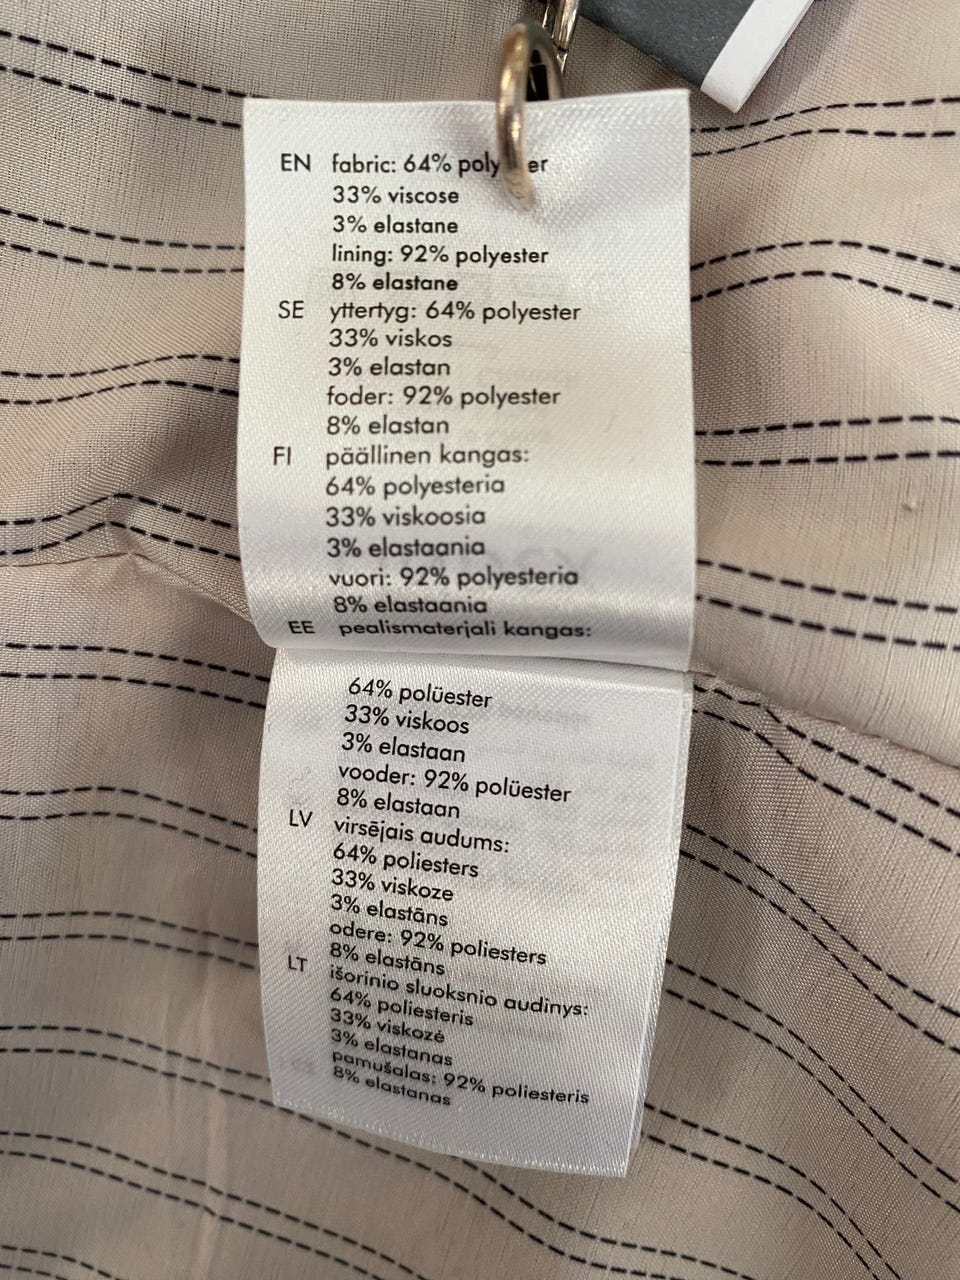 EN fabric: 64% polyester
33% viscose
3% elastane
lining: 92% polyester
8% elastane
SE yttertyg: 64% polyester
33% viskos
3% elastan
foder: 92% polyester
8% elastan
FI päällinen kangas:
64% polyesteria
33% viskoosia
3% elastaania
vuori: 92% polyesteria
8% elastaania
EE pealismaterjali kangas:
64% polüester
33% viskoos
3% elastaan
vooder: 92% polüester
8% elastaan
LV virsējais audums:
64% poliesters
33% viskoze
3% elastāns
odere: 92% poliesters
8% elastāns
LT išorinio sluoksnio audinys:
64% poliesteris
33% viskozė
3% elastanas
pamušalas: 92% poliesteris
8% elastanas